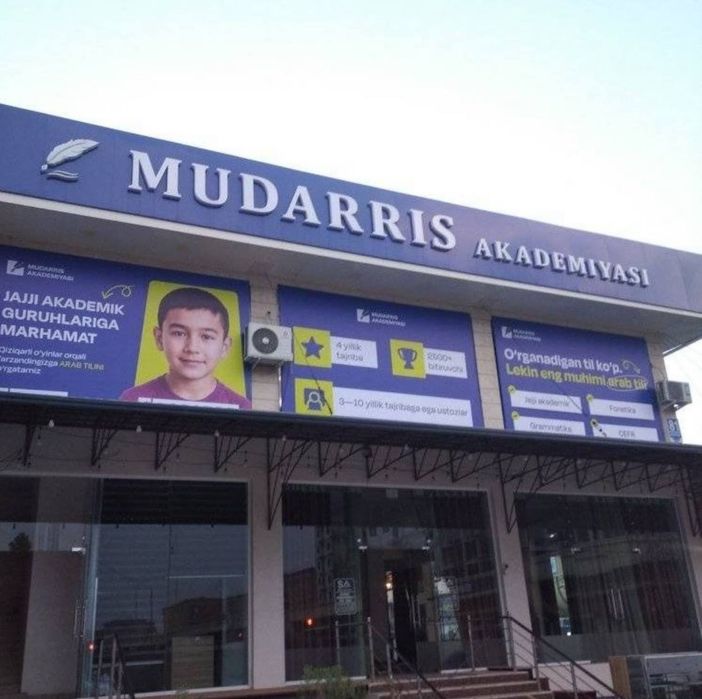 MUDARRIS AKADEMIYASI
MUDARRIS
AKADEMIYASI
JAJJI AKADEMIK
GURUHLARIGA
MARHAMAT
Qiziqarli o'yinlar orqali
farzandingizga ARAB TILINI
o'rgatamiz
MUDARRIS
AKADEMIYASI
4 yillik
tajriba
2500+
bitiruvchi
3—10 yillik tajribaga ega ustozlar
MUDARRIS
AKADEMIYASI
O'rganadigan til ko'p..
Lekin eng muhimi arab tili
Jajji akademik
Fonetika
Grammatika
CEFR